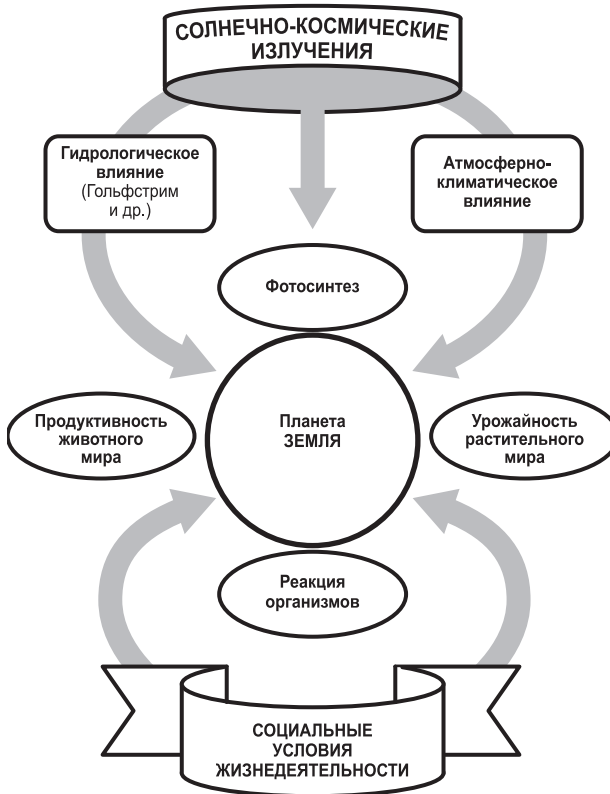 СОЛНЕЧНО-КОСМИЧЕСКИЕ
ИЗЛУЧЕНИЯ
Гидрологическое
влияние
(Гольфстрим
и др.)
Атмосферно-
климатическое
влияние
Фотосинтез
Продуктивность
животного
мира
Планета
ЗЕМЛЯ
Урожайность
растительного
мира
Реакция
организмов
СОЦИАЛЬНЫЕ
УСЛОВИЯ
ЖИЗНЕДЕЯТЕЛЬНОСТИ